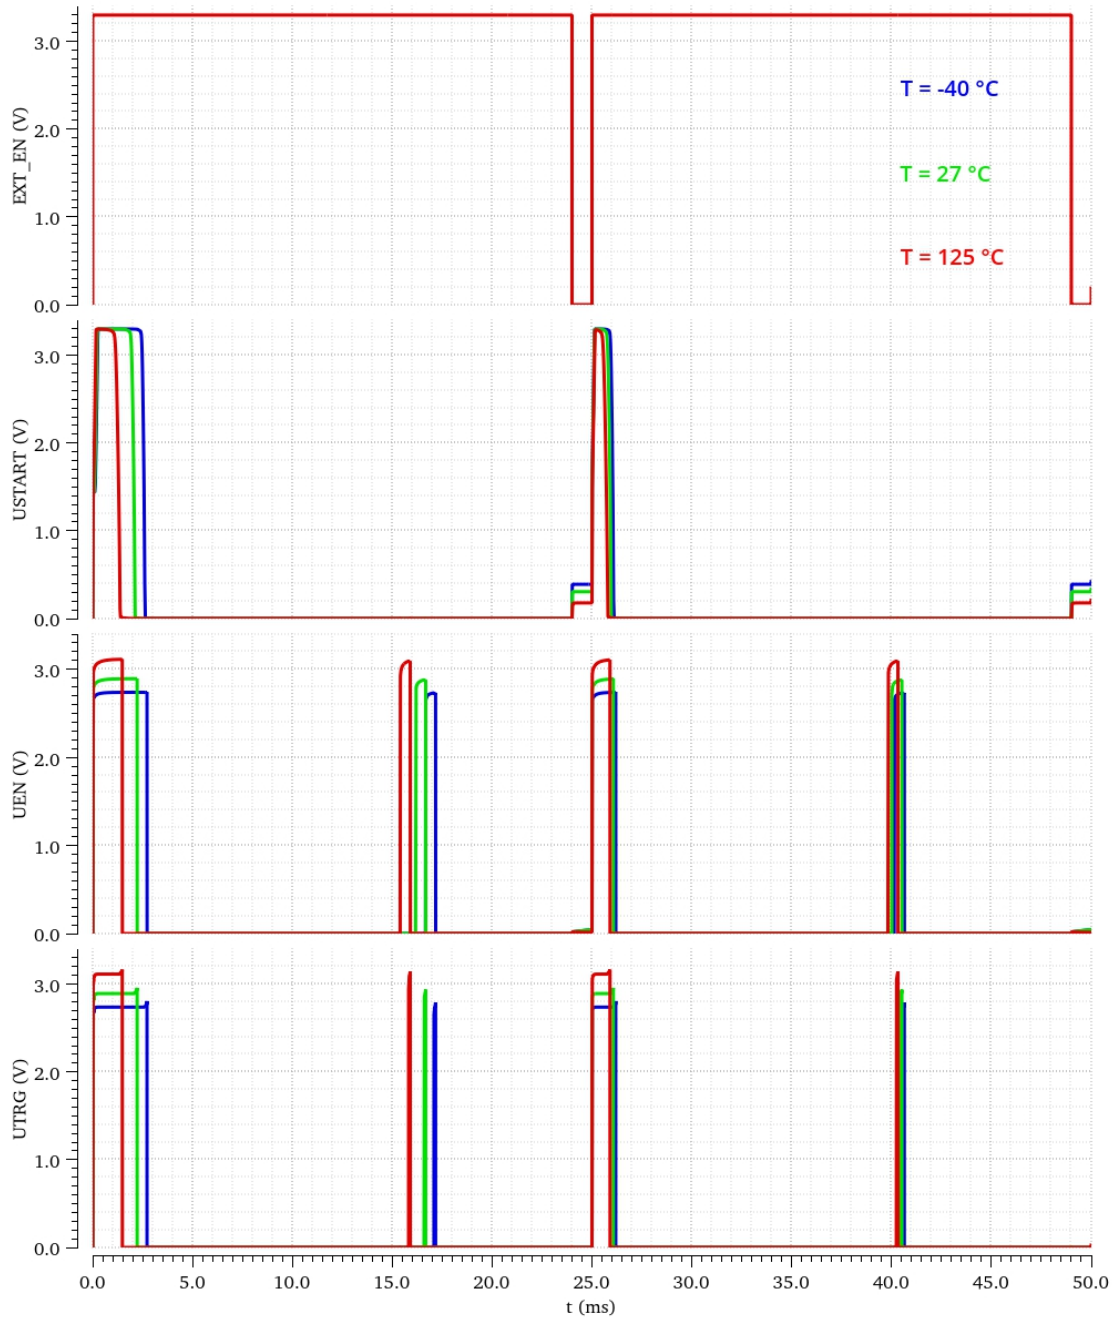 EXT_EN (V)
3.0
2.0
1.0
0.0
T = -40 °C
T = 27 °C
T = 125 °C
USTART (V)
3.0
2.0
1.0
0.0
UEN (V)
3.0
2.0
1.0
0.0
UTRG (V)
3.0
2.0
1.0
0.0
0.0 5.0 10.0 15.0 20.0 25.0 30.0 35.0 40.0 45.0 50.0
t (ms)